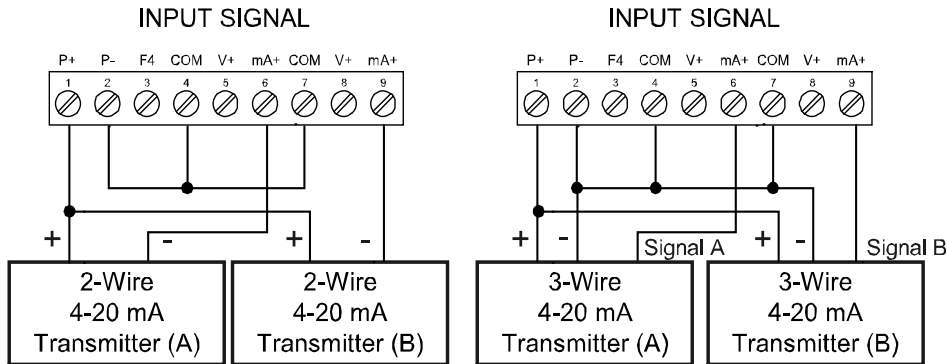 INPUT SIGNAL
P+ P- F4 COM V+ mA+ COM V+ mA+
1 2 3 4 5 6 7 8 9
+ - + -
2-Wire
4-20 mA
Transmitter (A)
2-Wire
4-20 mA
Transmitter (B)
INPUT SIGNAL
P+ P- F4 COM V+ mA+ COM V+ mA+
1 2 3 4 5 6 7 8 9
+ - Signal A + - Signal B
3-Wire
4-20 mA
Transmitter (A)
3-Wire
4-20 mA
Transmitter (B)